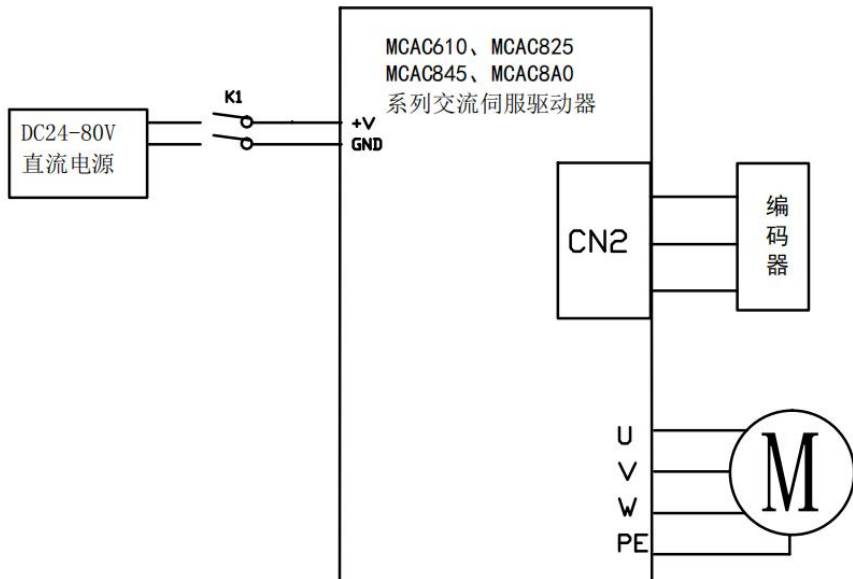 MCAC610、MCAC825
MCAC845、MCAC8A0
系列交流伺服驱动器
K1
DC24-80V
直流电源
+V
GND
CN2
编码器
U
V
W
PE
M